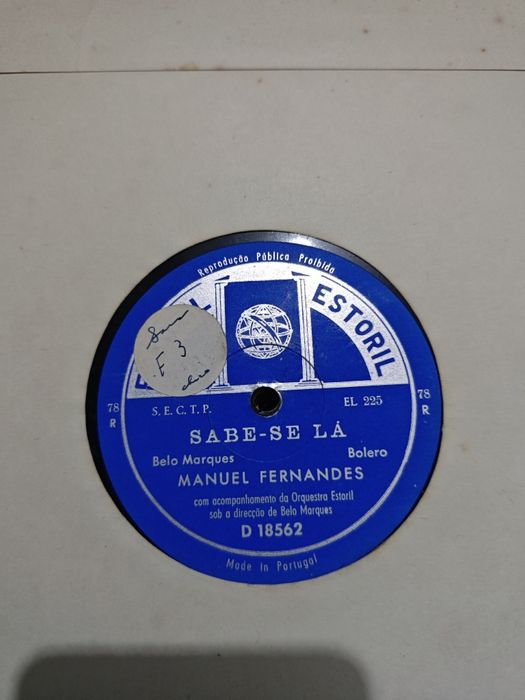 Reprodução Pública Proibida
ESTORIL
F 3
78
R
S. E. C. T. P.
EL 225
78
R
SABE-SE LÁ
Belo Marques
Bolero
MANUEL FERNANDES
com acompanhamento da Orquestra Estoril
sob a direcção de Belo Marques
D 18562
Made in Portugal